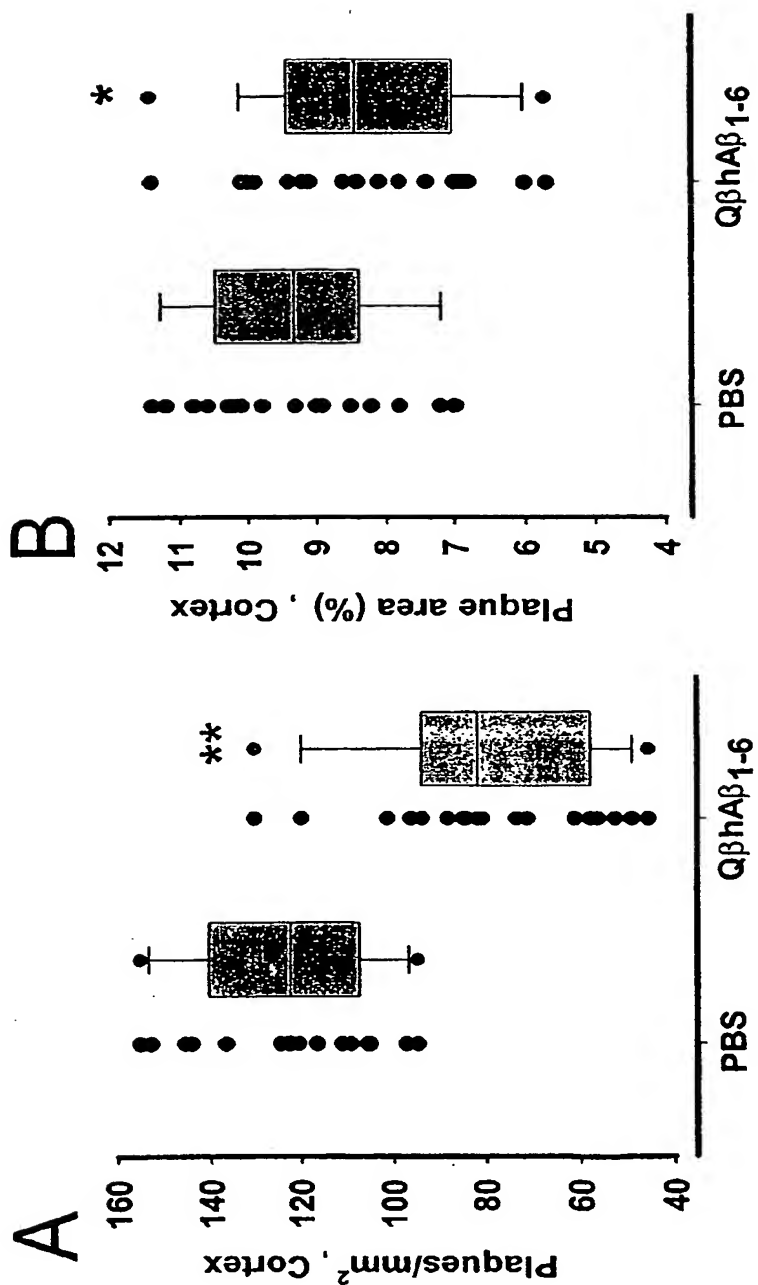 A
Plaques/mm², Cortex
160
140
120
100
80
60
40
**
PBS
QβhAβ1-6
B
Plaque area (%) , Cortex
12
11
10
9
8
7
6
5
4
*
PBS
QβhAβ1-6